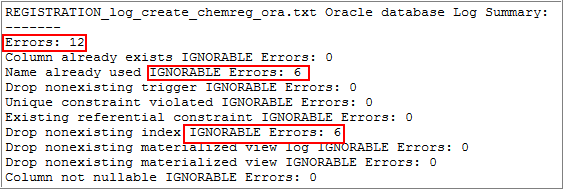 REGISTRATION_log_create_chemreg_ora.txt Oracle database Log Summary:
-------
Errors: 12
Column already exists IGNORABLE Errors: 0
Name already used IGNORABLE Errors: 6
Drop nonexisting trigger IGNORABLE Errors: 0
Unique constraint violated IGNORABLE Errors: 0
Existing referential constraint IGNORABLE Errors: 0
Drop nonexisting index IGNORABLE Errors: 6
Drop nonexisting materialized view log IGNORABLE Errors: 0
Drop nonexisting materialized view IGNORABLE Errors: 0
Column not nullable IGNORABLE Errors: 0